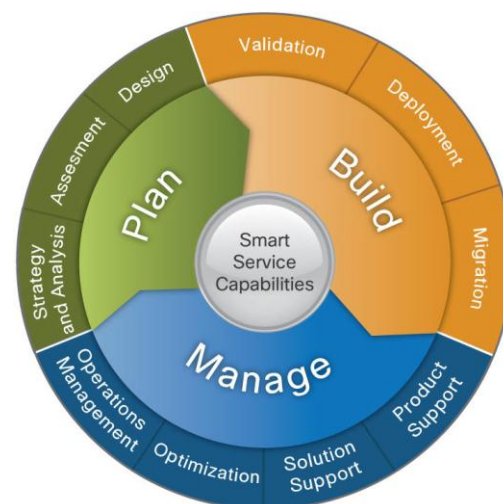 Smart
Service
Capabilities
Plan
Strategy
and Analysis
Assesment
Design
Build
Validation
Deployment
Migration
Manage
Product
Support
Solution
Support
Optimization
Operations
Management